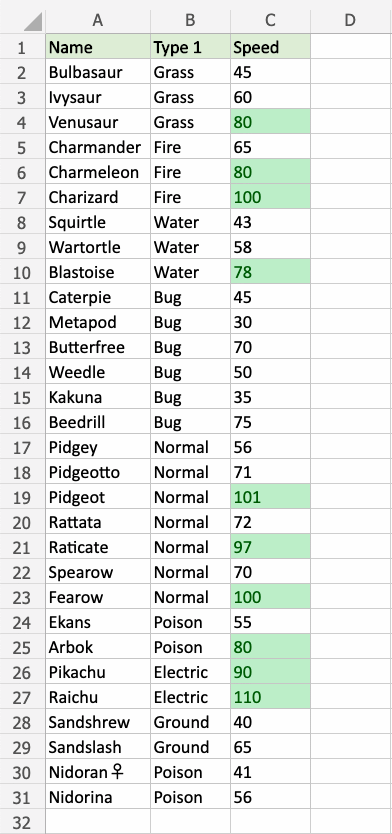 A B C D
1 Name Type 1 Speed
2 Bulbasaur Grass 45
3 Ivysaur Grass 60
4 Venusaur Grass 80
5 Charmander Fire 65
6 Charmeleon Fire 80
7 Charizard Fire 100
8 Squirtle Water 43
9 Wartortle Water 58
10 Blastoise Water 78
11 Caterpie Bug 45
12 Metapod Bug 30
13 Butterfree Bug 70
14 Weedle Bug 50
15 Kakuna Bug 35
16 Beedrill Bug 75
17 Pidgey Normal 56
18 Pidgeotto Normal 71
19 Pidgeot Normal 101
20 Rattata Normal 72
21 Raticate Normal 97
22 Spearow Normal 70
23 Fearow Normal 100
24 Ekans Poison 55
25 Arbok Poison 80
26 Pikachu Electric 90
27 Raichu Electric 110
28 Sandshrew Ground 40
29 Sandslash Ground 65
30 Nidoran♀ Poison 41
31 Nidorina Poison 56
32